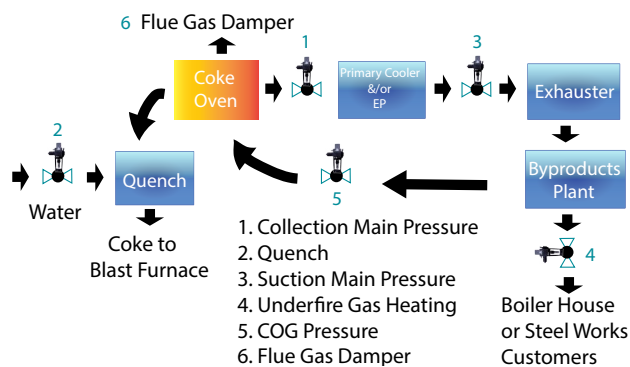 6 Flue Gas Damper
1
3
Coke
Oven
Primary Cooler
&/or
EP
Exhauster
2
Quench
Water
5
Byproducts
Plant
Coke to
Blast Furnace
4
1. Collection Main Pressure
2. Quench
3. Suction Main Pressure
4. Underfire Gas Heating
5. COG Pressure
6. Flue Gas Damper
Boiler House
or Steel Works
Customers